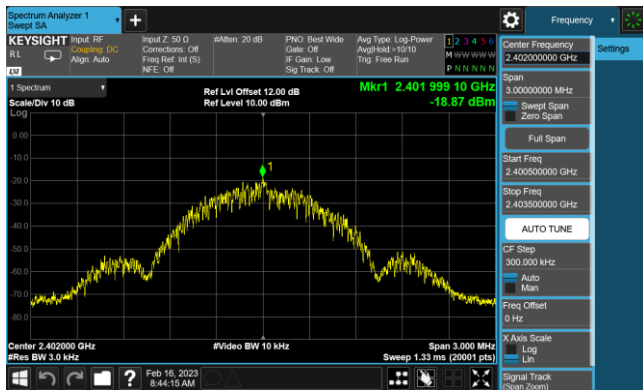 Spectrum Analyzer 1
Swept SA
Frequency
KEYSIGHT
RL
LXI
Input: RF
Coupling: DC
Align: Auto
Input Z: 50 Ω
Corrections: Off
Freq Ref: Int (S)
NFE: Off
#Atten: 20 dB
PNO: Best Wide
Gate: Off
IF Gain: Low
Sig Track: Off
Avg Type: Log-Power
Avg|Hold:>10/10
Trig: Free Run
1 2 3 4 5 6
M W W W W W
P N N N N N
1 Spectrum
Scale/Div 10 dB
Log
Ref Lvl Offset 12.00 dB
Ref Level 10.00 dBm
Mkr1 2.401 999 10 GHz
-18.87 dBm
0.00
-10.0
-20.0
-30.0
-40.0
-50.0
-60.0
-70.0
-80.0
1
Center 2.402000 GHz
#Res BW 3.0 kHz
#Video BW 10 kHz
Span 3.000 MHz
Sweep 1.33 ms (20001 pts)
Feb 16, 2023
8:44:15 AM
Center Frequency
2.402000000 GHz
Span
3.00000000 MHz
Swept Span
Zero Span
Full Span
Start Freq
2.400500000 GHz
Stop Freq
2.403500000 GHz
AUTO TUNE
CF Step
300.000 kHz
Auto
Man
Freq Offset
0 Hz
X Axis Scale
Log
Lin
Signal Track
(Span Zoom)
Settings